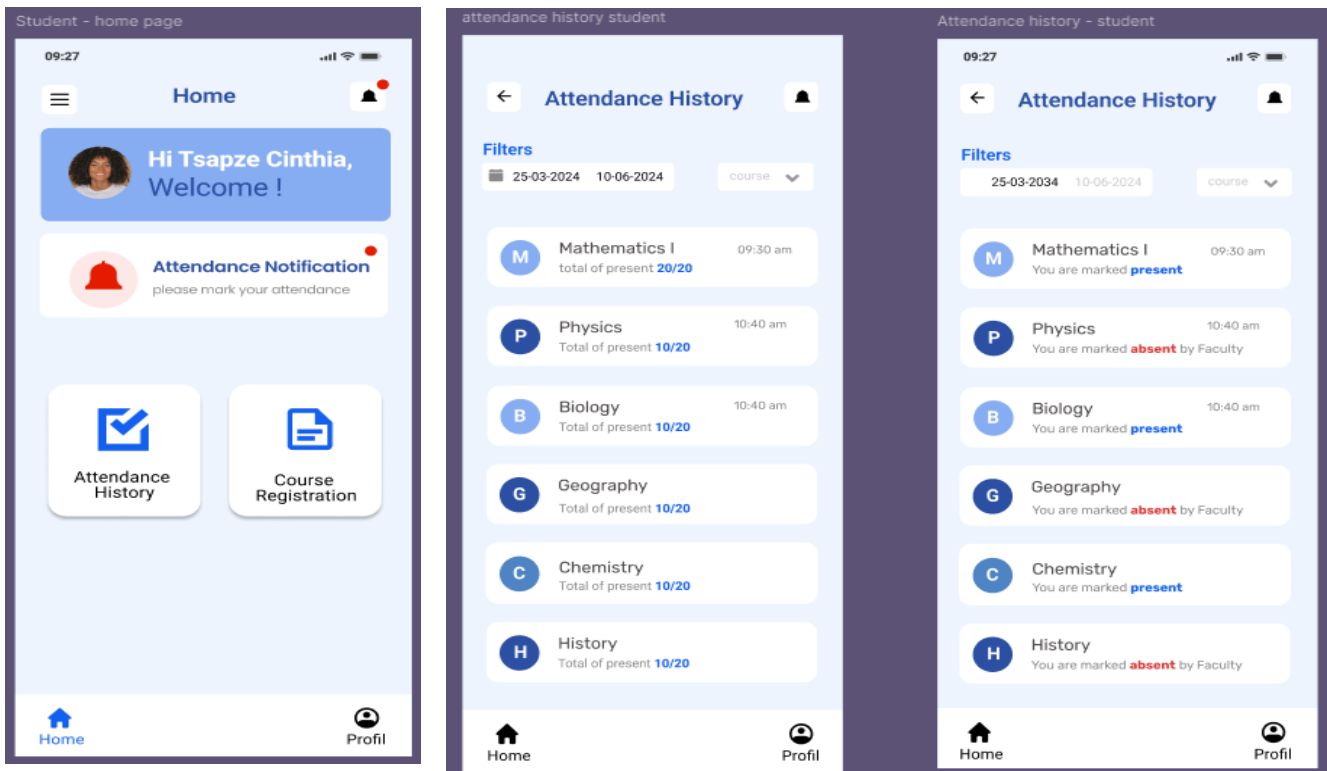 Student - home page
09:27
Home
Hi Tsapze Cinthia,
Welcome !
Attendance Notification
please mark your attendance
Attendance
History
Course
Registration
Home
Profil
attendance history student
Attendance History
Filters
25-03-2024 10-06-2024 course
M
Mathematics I 09:30 am
total of present 20/20
P
Physics 10:40 am
Total of present 10/20
B
Biology 10:40 am
Total of present 10/20
G
Geography
Total of present 10/20
C
Chemistry
Total of present 10/20
H
History
Total of present 10/20
Home
Profil
Attendance history - student
09:27
Attendance History
Filters
25-03-2034 10-06-2024 course
M
Mathematics I 09:30 am
You are marked present
P
Physics 10:40 am
You are marked absent by Faculty
B
Biology 10:40 am
You are marked present
G
Geography
You are marked absent by Faculty
C
Chemistry
You are marked present
H
History
You are marked absent by Faculty
Home
Profil